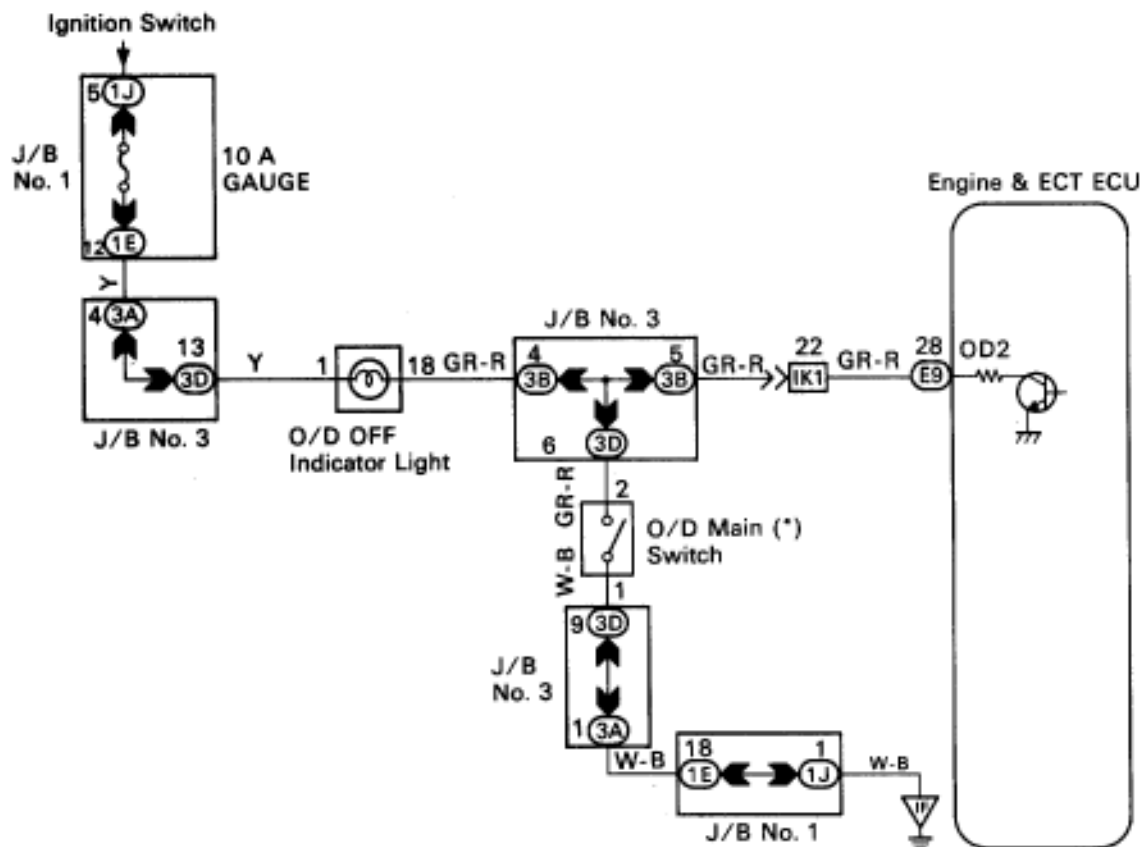 Ignition Switch
5 1J
J/B
No. 1
10 A
GAUGE
12 1E
Y
4 3A
13
3D
J/B No. 3
Y
1
18
O/D OFF
Indicator Light
GR-R
J/B No. 3
4
3B
5
3B
6 3D
GR-R
22
IK1
GR-R
28
E9
Engine & ECT ECU
OD2
GR-R
2
O/D Main (*)
Switch
W-B
1
9 3D
J/B
No. 3
1 3A
W-B
18
1E
1
1J
J/B No. 1
W-B
IF